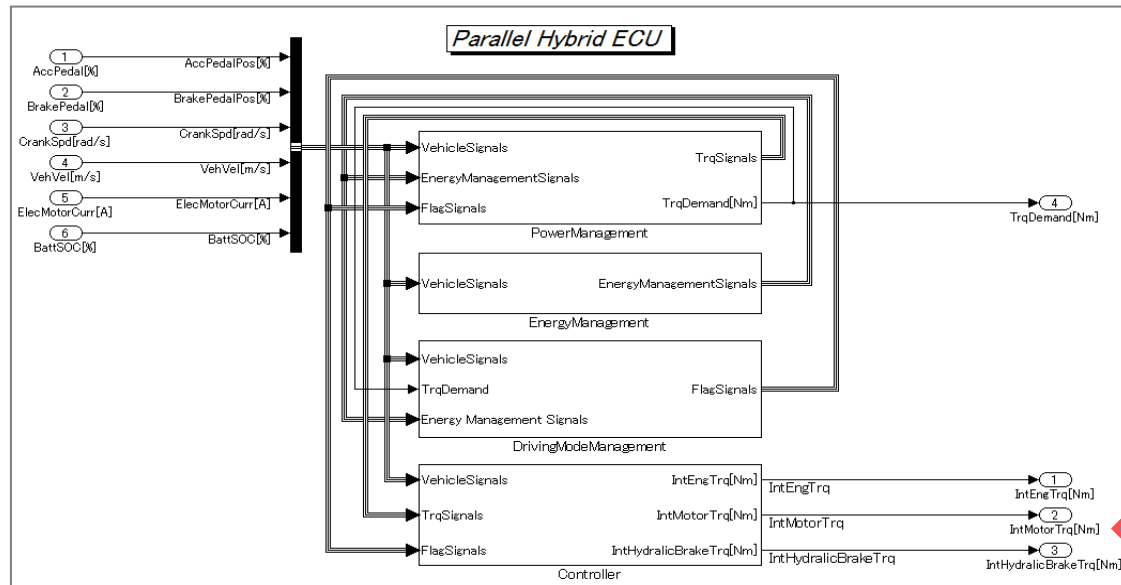 Parallel Hybrid ECU
1
AccPedal[%]
AccPedalPos[%]
2
BrakePedal[%]
BrakePedalPos[%]
3
CrankSpd[rad/s]
CrankSpd[rad/s]
4
VehVel[m/s]
VehVel[m/s]
5
ElecMotorCurr[A]
ElecMotorCurr[A]
6
BattSOC[%]
BattSOC[%]
VehicleSignals
EnergyManagementSignals
FlagSignals
TrqSignals
TrqDemand[Nm]
PowerManagement
4
TrqDemand[Nm]
VehicleSignals
EnergyManagementSignals
EnergyManagement
VehicleSignals
TrqDemand
Energy Management Signals
FlagSignals
DrivingModeManagement
VehicleSignals
TrqSignals
FlagSignals
IntEngTrq[Nm]
IntMotorTrq[Nm]
IntHydralicBrakeTrq[Nm]
Controller
IntEngTrq
IntMotorTrq
IntHydralicBrakeTrq
1
IntEngTrq[Nm]
2
IntMotorTrq[Nm]
3
IntHydralicBrakeTrq[Nm]